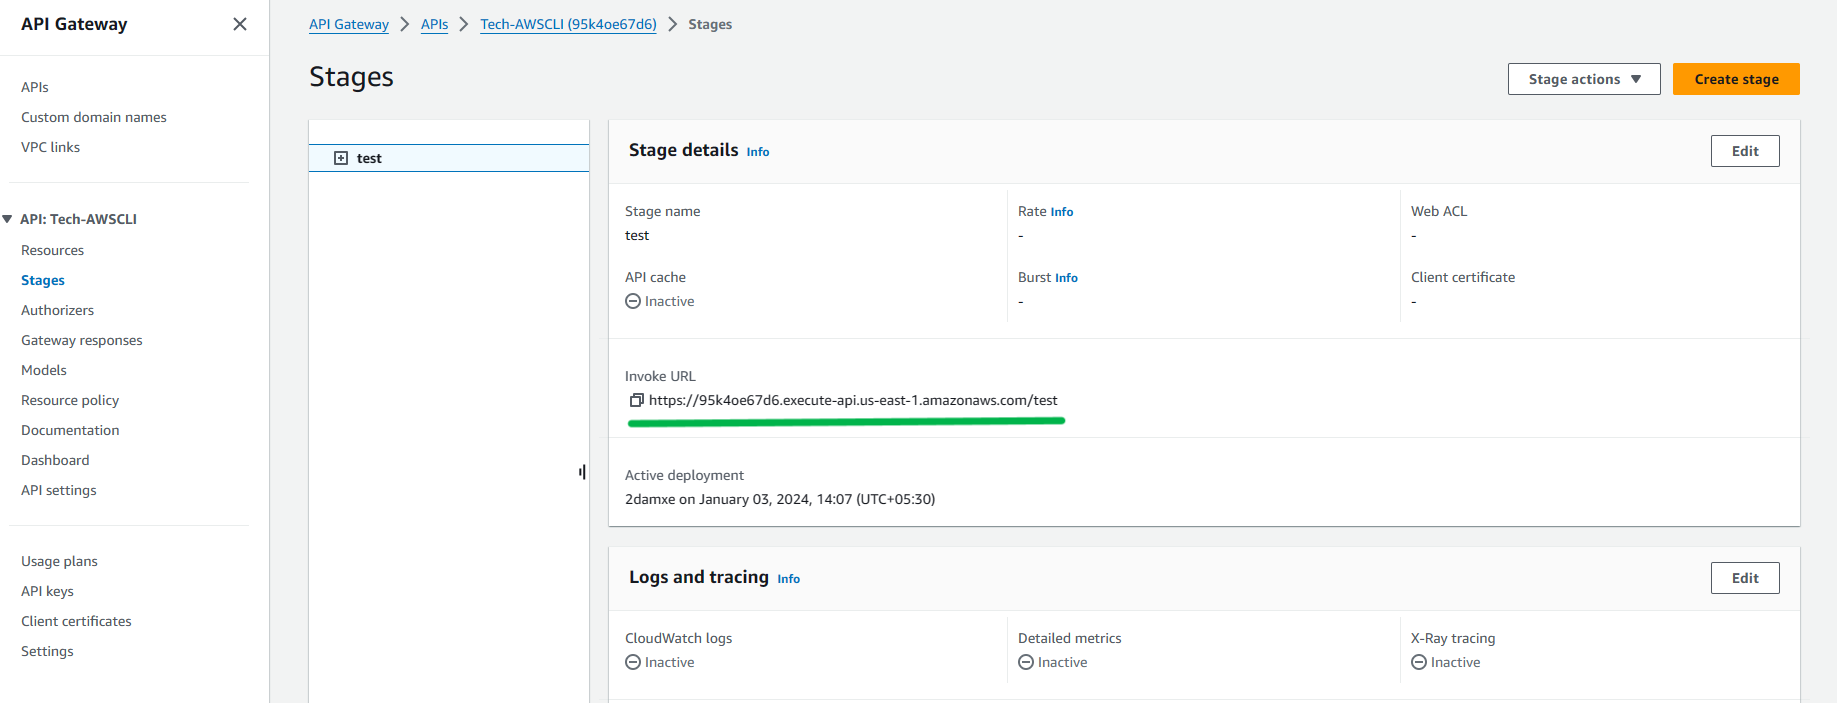 API Gateway
APIs
Custom domain names
VPC links
API: Tech-AWSCLI
Resources
Stages
Authorizers
Gateway responses
Models
Resource policy
Documentation
Dashboard
API settings
Usage plans
API keys
Client certificates
Settings
API Gateway > APIs > Tech-AWSCLI (95k4oe67d6) > Stages
Stages
Stage actions
Create stage
test
Stage details Info
Edit
Stage name
test
Rate Info
-
Web ACL
-
API cache
Inactive
Burst Info
-
Client certificate
-
Invoke URL
https://95k4oe67d6.execute-api.us-east-1.amazonaws.com/test
Active deployment
2damxe on January 03, 2024, 14:07 (UTC+05:30)
Logs and tracing Info
Edit
CloudWatch logs
Inactive
Detailed metrics
Inactive
X-Ray tracing
Inactive